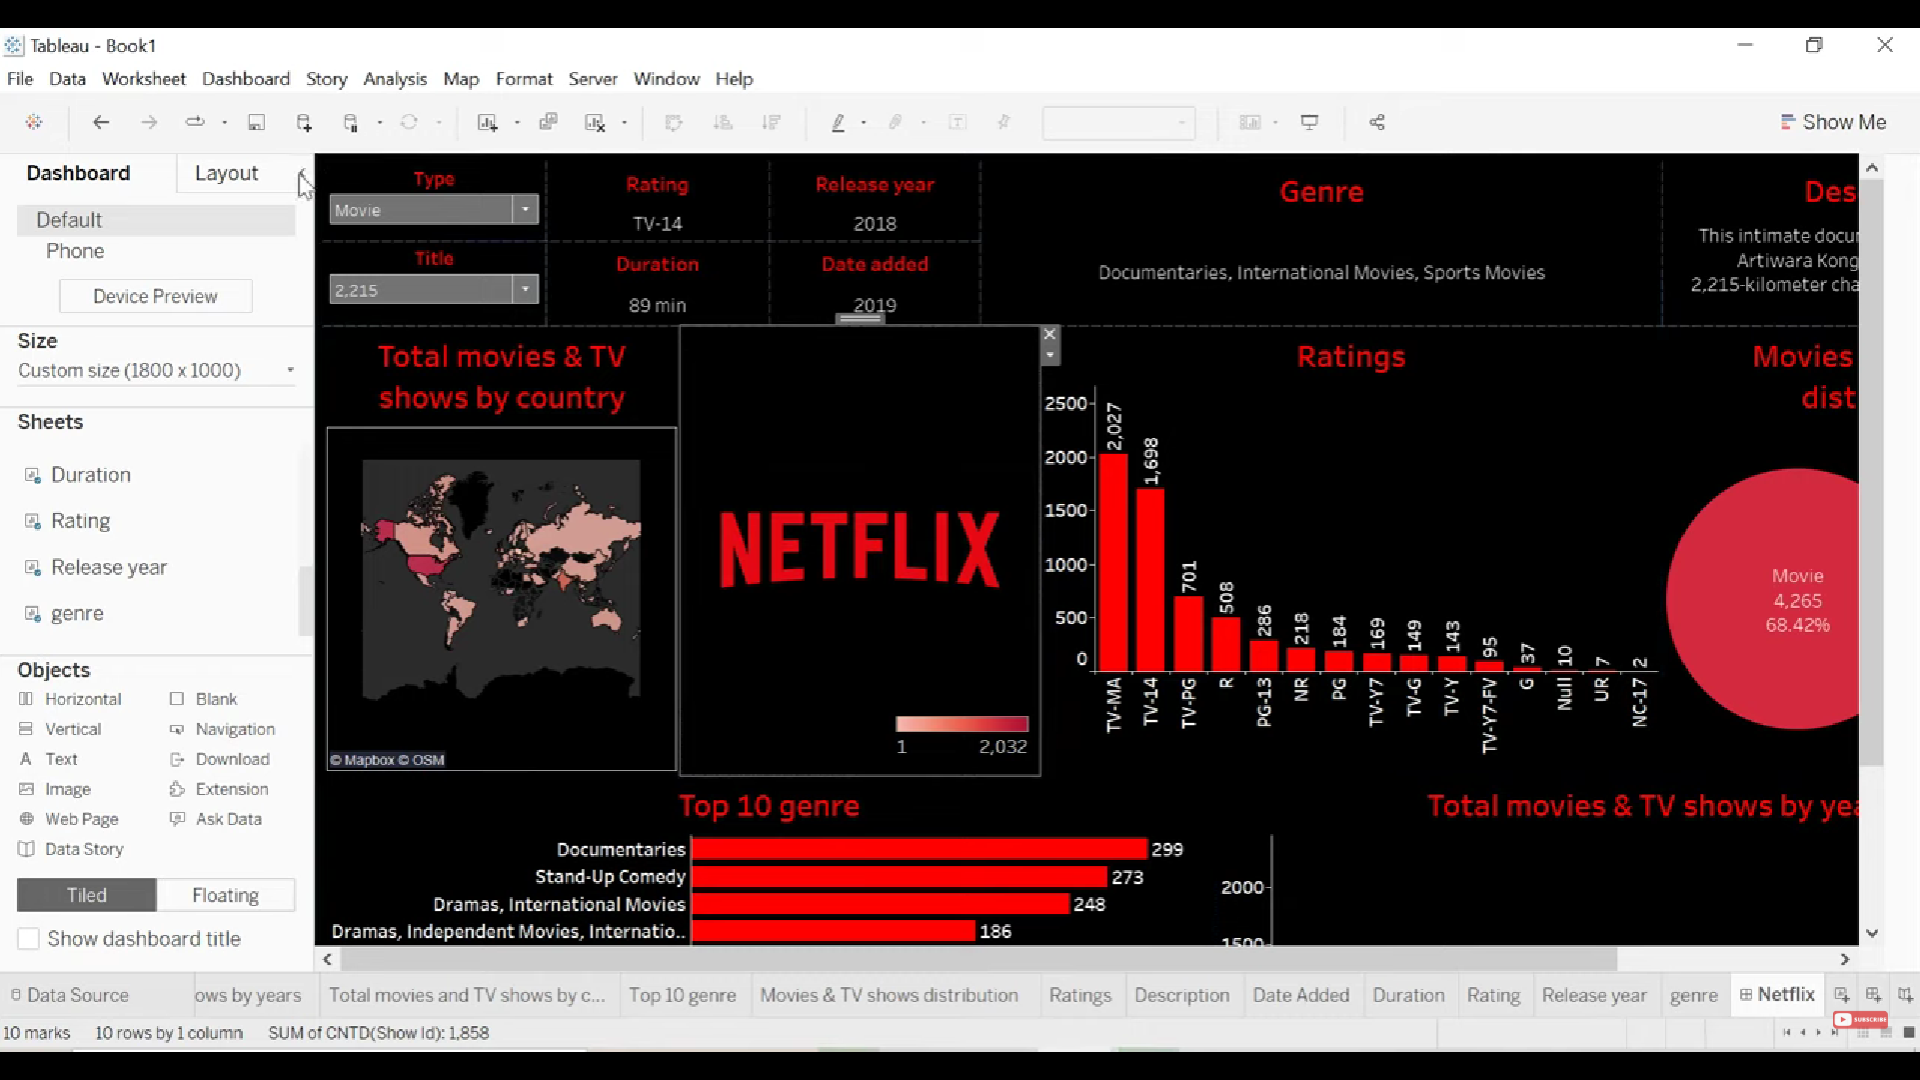 Tableau - Book1
File Data Worksheet Dashboard Story Analysis Map Format Server Window Help
Show Me
Dashboard Layout
Default
Phone
Device Preview
Size
Custom size (1800 x 1000)
Sheets
Duration
Rating
Release year
genre
Objects
Horizontal Blank
Vertical Navigation
Text Download
Image Extension
Web Page Ask Data
Data Story
Tiled Floating
Show dashboard title
Type
Movie
Title
2,215
Rating
TV-14
Duration
89 min
Release year
2018
Date added
2019
Genre
Documentaries, International Movies, Sports Movies
Des
This intimate docu
Artiwara Kong
2,215-kilometer cha
Total movies & TV
shows by country
© Mapbox © OSM
NETFLIX
1 2,032
Ratings
2500
2000
1500
1000
500
0
2,027 1,698 701 508 286 218 184 169 149 143 95 37 10 7 2
TV-MA TV-14 TV-PG R PG-13 NR PG TV-Y7 TV-G TV-Y TV-Y7-FV G Null UR NC-17
Movies
dist
Movie
4,265
68.42%
Top 10 genre
Documentaries 299
Stand-Up Comedy 273
Dramas, International Movies 248
Dramas, Independent Movies, Internatio.. 186
Total movies & TV shows by yea
2000
1500
Data Source ows by years Total movies and TV shows by c... Top 10 genre Movies & TV shows distribution Ratings Description Date Added Duration Rating Release year genre Netflix
SUBSCRIBE
10 marks 10 rows by 1 column SUM of CNTD(Show Id): 1,858